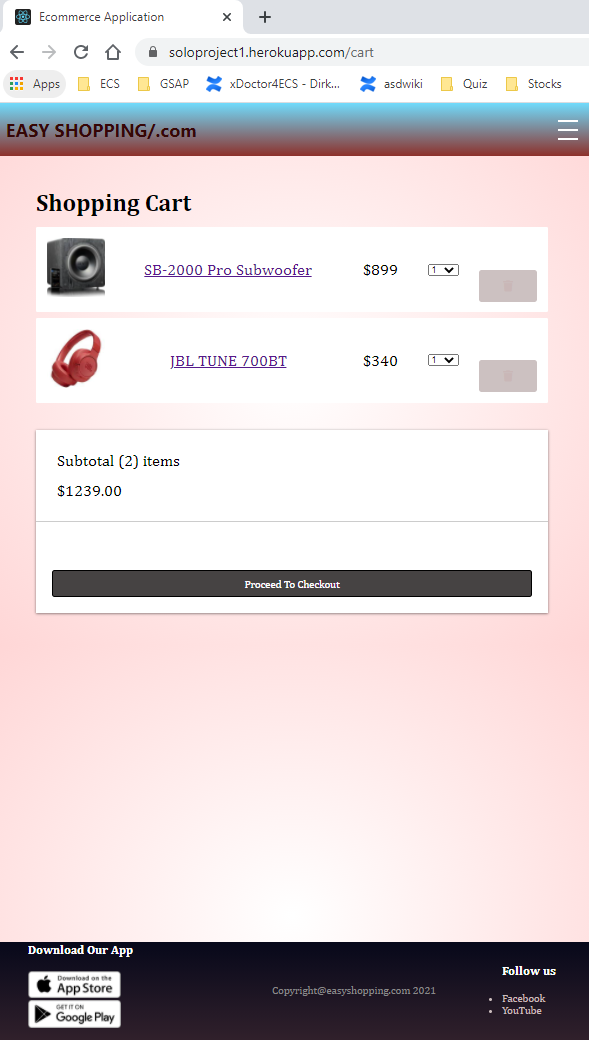 Ecommerce Application
soloproject1.herokuapp.com/cart
Apps ECS GSAP xDoctor4ECS - Dirk... asdwiki Quiz Stocks
EASY SHOPPING/.com
Shopping Cart
SB-2000 Pro Subwoofer $899 1
JBL TUNE 700BT $340 1
Subtotal (2) items
$1239.00
Proceed To Checkout
Download Our App
Download on the
App Store
GET IT ON
Google Play
Copyright@easyshopping.com 2021
Follow us
Facebook
YouTube